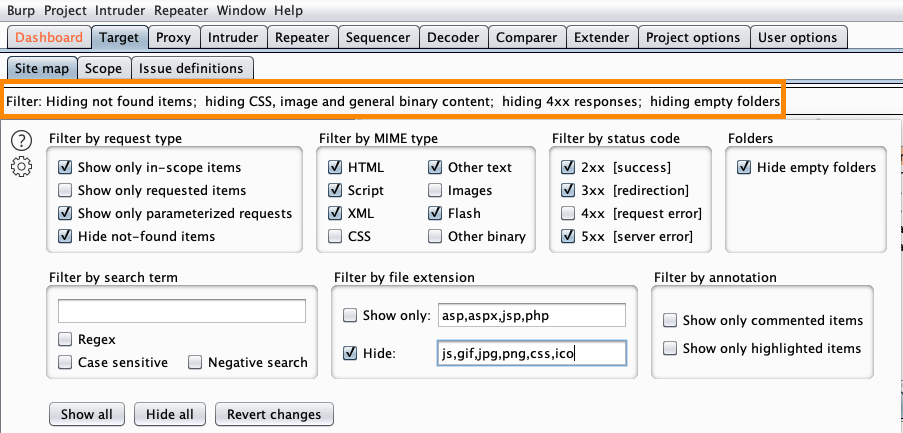 Burp Project Intruder Repeater Window Help
Dashboard Target Proxy Intruder Repeater Sequencer Decoder Comparer Extender Project options User options
Site map Scope Issue definitions
Filter: Hiding not found items; hiding CSS, image and general binary content; hiding 4xx responses; hiding empty folders
Filter by request type
Show only in-scope items
Show only requested items
Show only parameterized requests
Hide not-found items
Filter by MIME type
HTML Other text
Script Images
XML Flash
CSS Other binary
Filter by status code
2xx [success]
3xx [redirection]
4xx [request error]
5xx [server error]
Folders
Hide empty folders
Filter by search term
Regex
Case sensitive Negative search
Filter by file extension
Show only: asp,aspx,jsp,php
Hide: js,gif,jpg,png,css,ico
Filter by annotation
Show only commented items
Show only highlighted items
Show all Hide all Revert changes